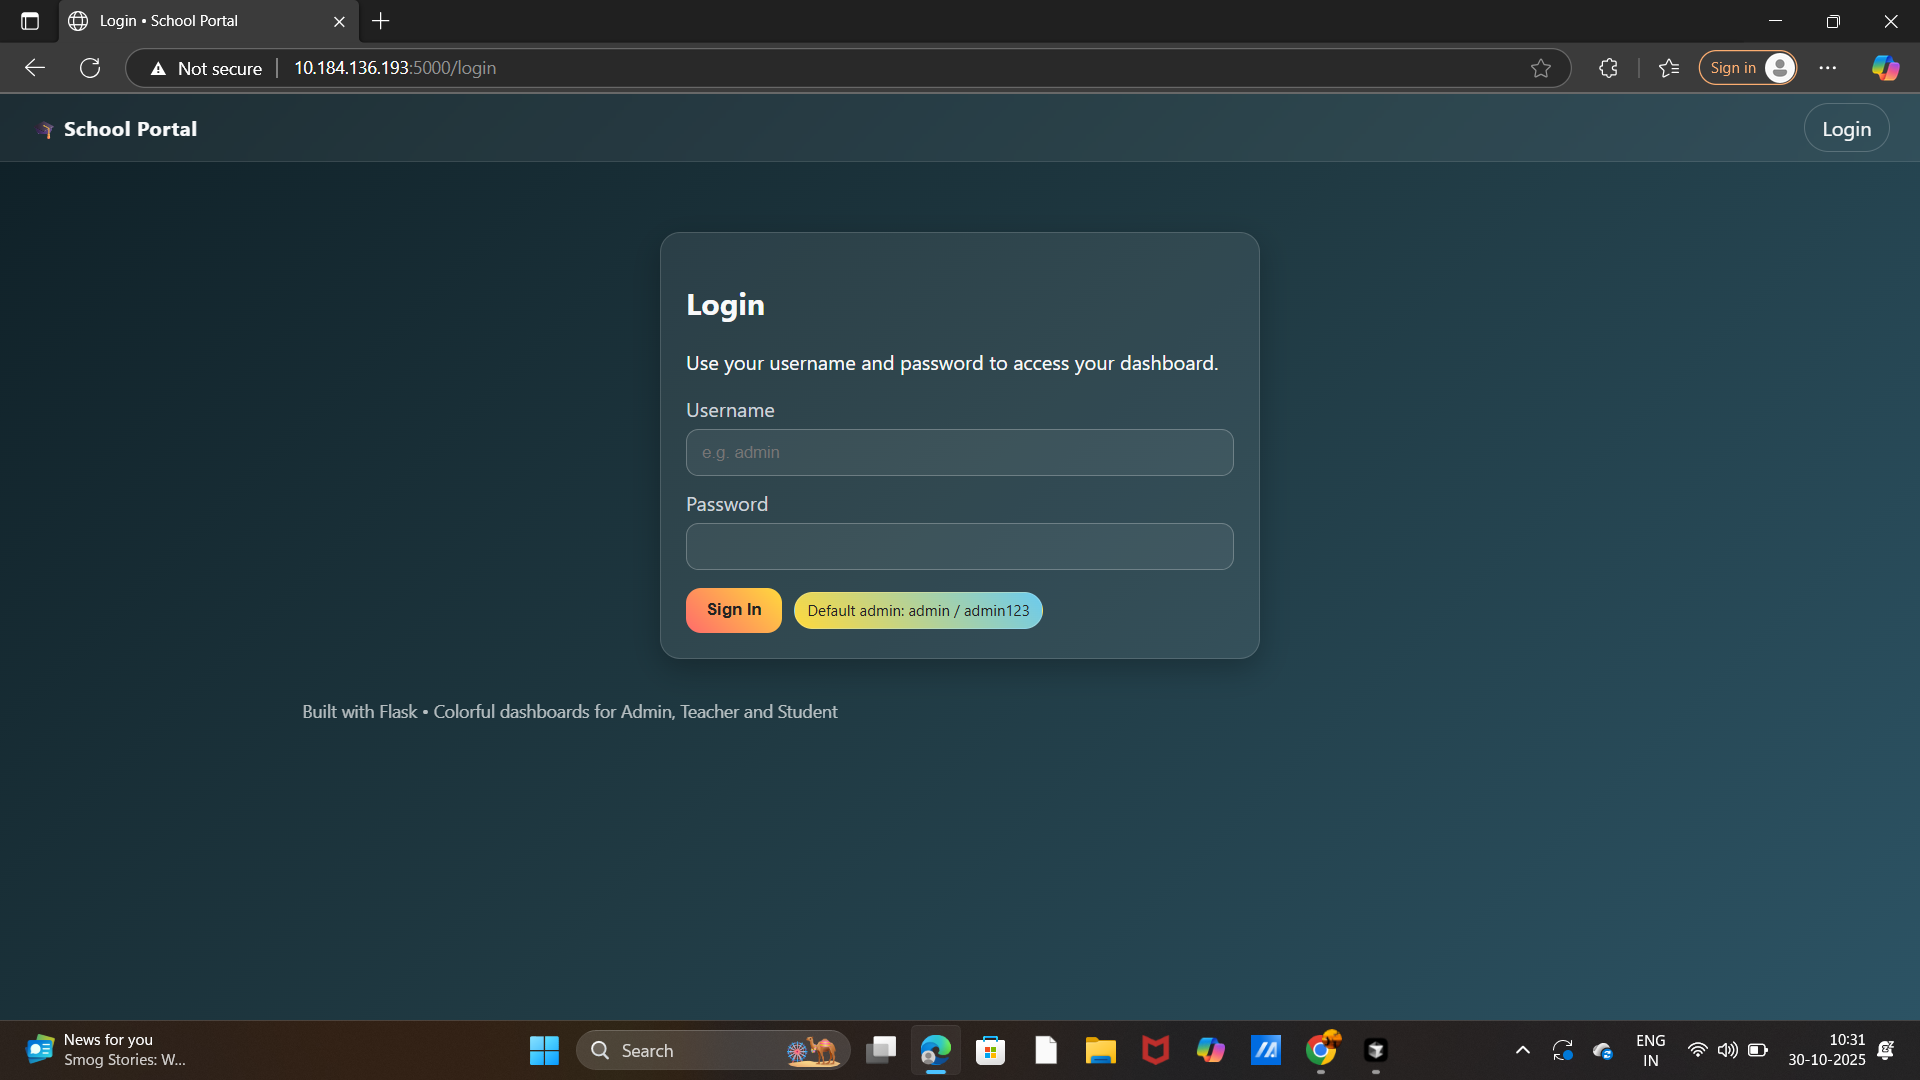 Login • School Portal
Not secure
10.184.136.193:5000/login
Sign in
School Portal
Login
Login
Use your username and password to access your dashboard.
Username
e.g. admin
Password
Sign In
Default admin: admin / admin123
Built with Flask • Colorful dashboards for Admin, Teacher and Student
News for you
Smog Stories: W...
Search
ENG
IN
10:31
30-10-2025